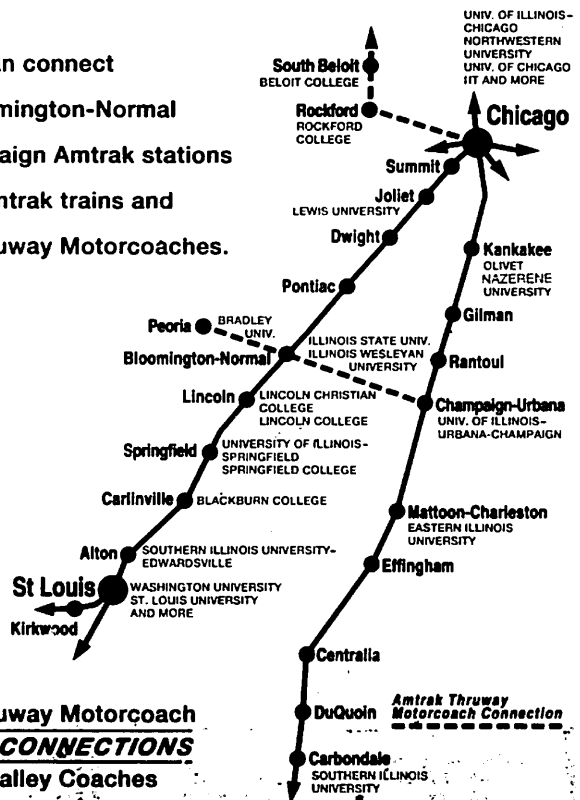 UNIV. OF ILLINOIS–
CHICAGO
NORTHWESTERN
UNIVERSITY
UNIV. OF CHICAGO
IIT AND MORE
an connect
mington-Normal
aign Amtrak stations
ntrak trains and
uway Motorcoaches.
South Beloit
BELOIT COLLEGE
Rockford
ROCKFORD
COLLEGE
Chicago
Summit
Joliet
LEWIS UNIVERSITY
Dwight
Kankakee
OLIVET
NAZERENE
UNIVERSITY
Pontiac
Gilman
Peoria
BRADLEY
UNIV.
Bloomington-Normal
ILLINOIS STATE UNIV.
ILLINOIS WESLEYAN
UNIVERSITY
Rantoul
Lincoln
LINCOLN CHRISTIAN
COLLEGE
LINCOLN COLLEGE
Champaign-Urbana
UNIV. OF ILLINOIS-
URBANA-CHAMPAIGN
Springfield
UNIVERSITY OF ILLINOIS–
SPRINGFIELD
SPRINGFIELD COLLEGE
Carlinville
BLACKBURN COLLEGE
Mattoon-Charleston
EASTERN ILLINOIS
UNIVERSITY
Alton
SOUTHERN ILLINOIS UNIVERSITY–
EDWARDSVILLE
Effingham
St Louis
WASHINGTON UNIVERSITY
ST. LOUIS UNIVERSITY
AND MORE
Kirkwood
Centralia
DuQuoin
Amtrak Thruway
Motorcoach Connection
uway Motorcoach
CONNECTIONS
alley Coaches
Carbondale
SOUTHERN ILLINOIS
UNIVERSITY